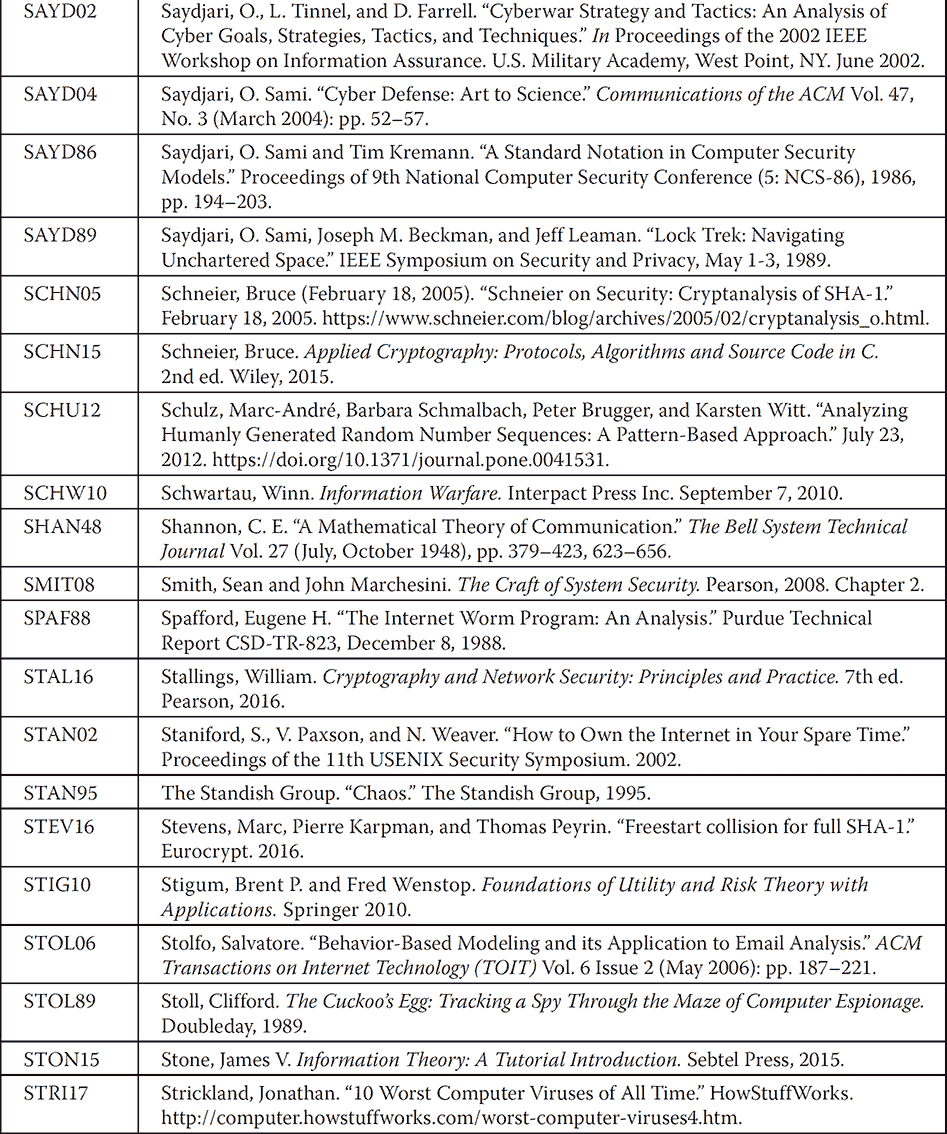 SAYD02 Saydjari, O., L. Tinnel, and D. Farrell. “Cyberwar Strategy and Tactics: An Analysis of
Cyber Goals, Strategies, Tactics, and Techniques.” In Proceedings of the 2002 IEEE
Workshop on Information Assurance. U.S. Military Academy, West Point, NY. June 2002.
SAYD04 Saydjari, O. Sami. “Cyber Defense: Art to Science.” Communications of the ACM Vol. 47,
No. 3 (March 2004): pp. 52–57.
SAYD86 Saydjari, O. Sami and Tim Kremann. “A Standard Notation in Computer Security
Models.” Proceedings of 9th National Computer Security Conference (5: NCS-86), 1986,
pp. 194–203.
SAYD89 Saydjari, O. Sami, Joseph M. Beckman, and Jeff Leaman. “Lock Trek: Navigating
Unchartered Space.” IEEE Symposium on Security and Privacy, May 1-3, 1989.
SCHN05 Schneier, Bruce (February 18, 2005). “Schneier on Security: Cryptanalysis of SHA-1.”
February 18, 2005. https://www.schneier.com/blog/archives/2005/02/cryptanalysis_o.html.
SCHN15 Schneier, Bruce. Applied Cryptography: Protocols, Algorithms and Source Code in C.
2nd ed. Wiley, 2015.
SCHU12 Schulz, Marc-André, Barbara Schmalbach, Peter Brugger, and Karsten Witt. “Analyzing
Humanly Generated Random Number Sequences: A Pattern-Based Approach.” July 23,
2012. https://doi.org/10.1371/journal.pone.0041531.
SCHW10 Schwartau, Winn. Information Warfare. Interpact Press Inc. September 7, 2010.
SHAN48 Shannon, C. E. “A Mathematical Theory of Communication.” The Bell System Technical
Journal Vol. 27 (July, October 1948), pp. 379–423, 623–656.
SMIT08 Smith, Sean and John Marchesini. The Craft of System Security. Pearson, 2008. Chapter 2.
SPAF88 Spafford, Eugene H. “The Internet Worm Program: An Analysis.” Purdue Technical
Report CSD-TR-823, December 8, 1988.
STAL16 Stallings, William. Cryptography and Network Security: Principles and Practice. 7th ed.
Pearson, 2016.
STAN02 Staniford, S., V. Paxson, and N. Weaver. “How to Own the Internet in Your Spare Time.”
Proceedings of the 11th USENIX Security Symposium. 2002.
STAN95 The Standish Group. “Chaos.” The Standish Group, 1995.
STEV16 Stevens, Marc, Pierre Karpman, and Thomas Peyrin. “Freestart collision for full SHA-1.”
Eurocrypt. 2016.
STIG10 Stigum, Brent P. and Fred Wenstop. Foundations of Utility and Risk Theory with
Applications. Springer 2010.
STOL06 Stolfo, Salvatore. “Behavior-Based Modeling and its Application to Email Analysis.” ACM
Transactions on Internet Technology (TOIT) Vol. 6 Issue 2 (May 2006): pp. 187–221.
STOL89 Stoll, Clifford. The Cuckoo’s Egg: Tracking a Spy Through the Maze of Computer Espionage.
Doubleday, 1989.
STON15 Stone, James V. Information Theory: A Tutorial Introduction. Sebtel Press, 2015.
STRI17 Strickland, Jonathan. “10 Worst Computer Viruses of All Time.” HowStuffWorks.
http://computer.howstuffworks.com/worst-computer-viruses4.htm.